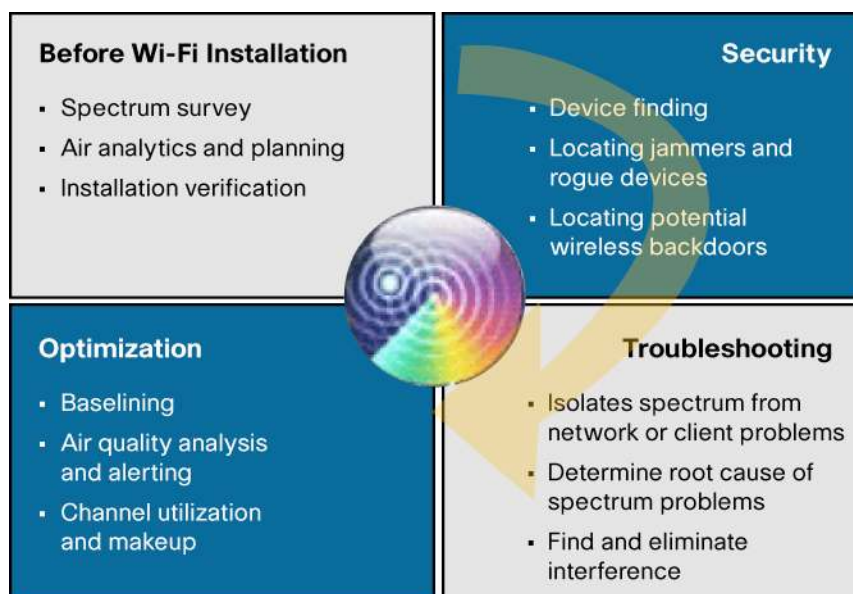 Before Wi-Fi Installation
▪ Spectrum survey
▪ Air analytics and planning
▪ Installation verification
Security
▪ Device finding
▪ Locating jammers and
rogue devices
▪ Locating potential
wireless backdoors
Optimization
▪ Baselining
▪ Air quality analysis
and alerting
▪ Channel utilization
and makeup
Troubleshooting
▪ Isolates spectrum from
network or client problems
▪ Determine root cause of
spectrum problems
▪ Find and eliminate
interference